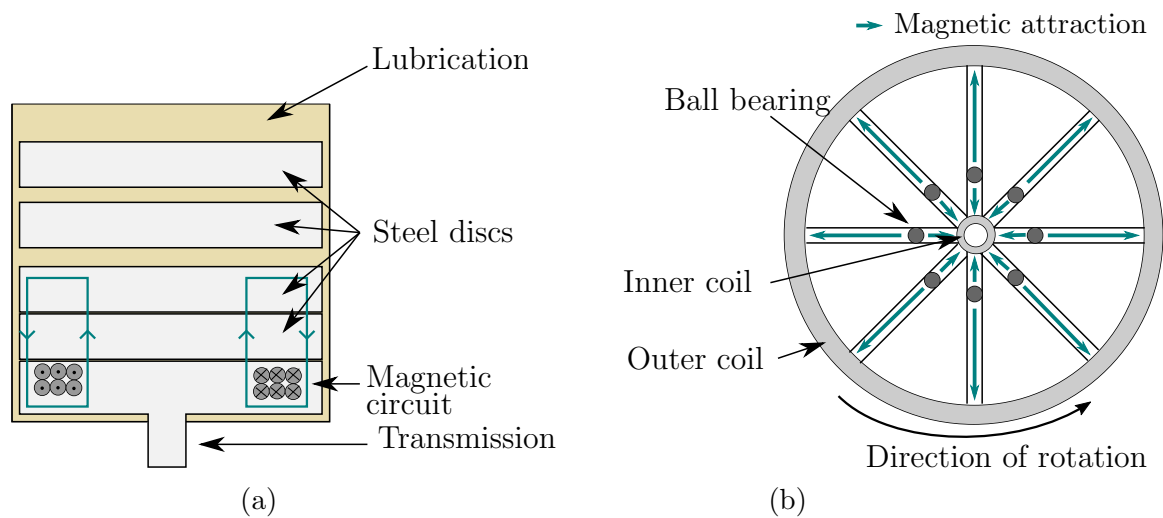 Lubrication
Steel discs
Magnetic
circuit
Transmission
(a)
Magnetic attraction
Ball bearing
Inner coil
Outer coil
Direction of rotation
(b)